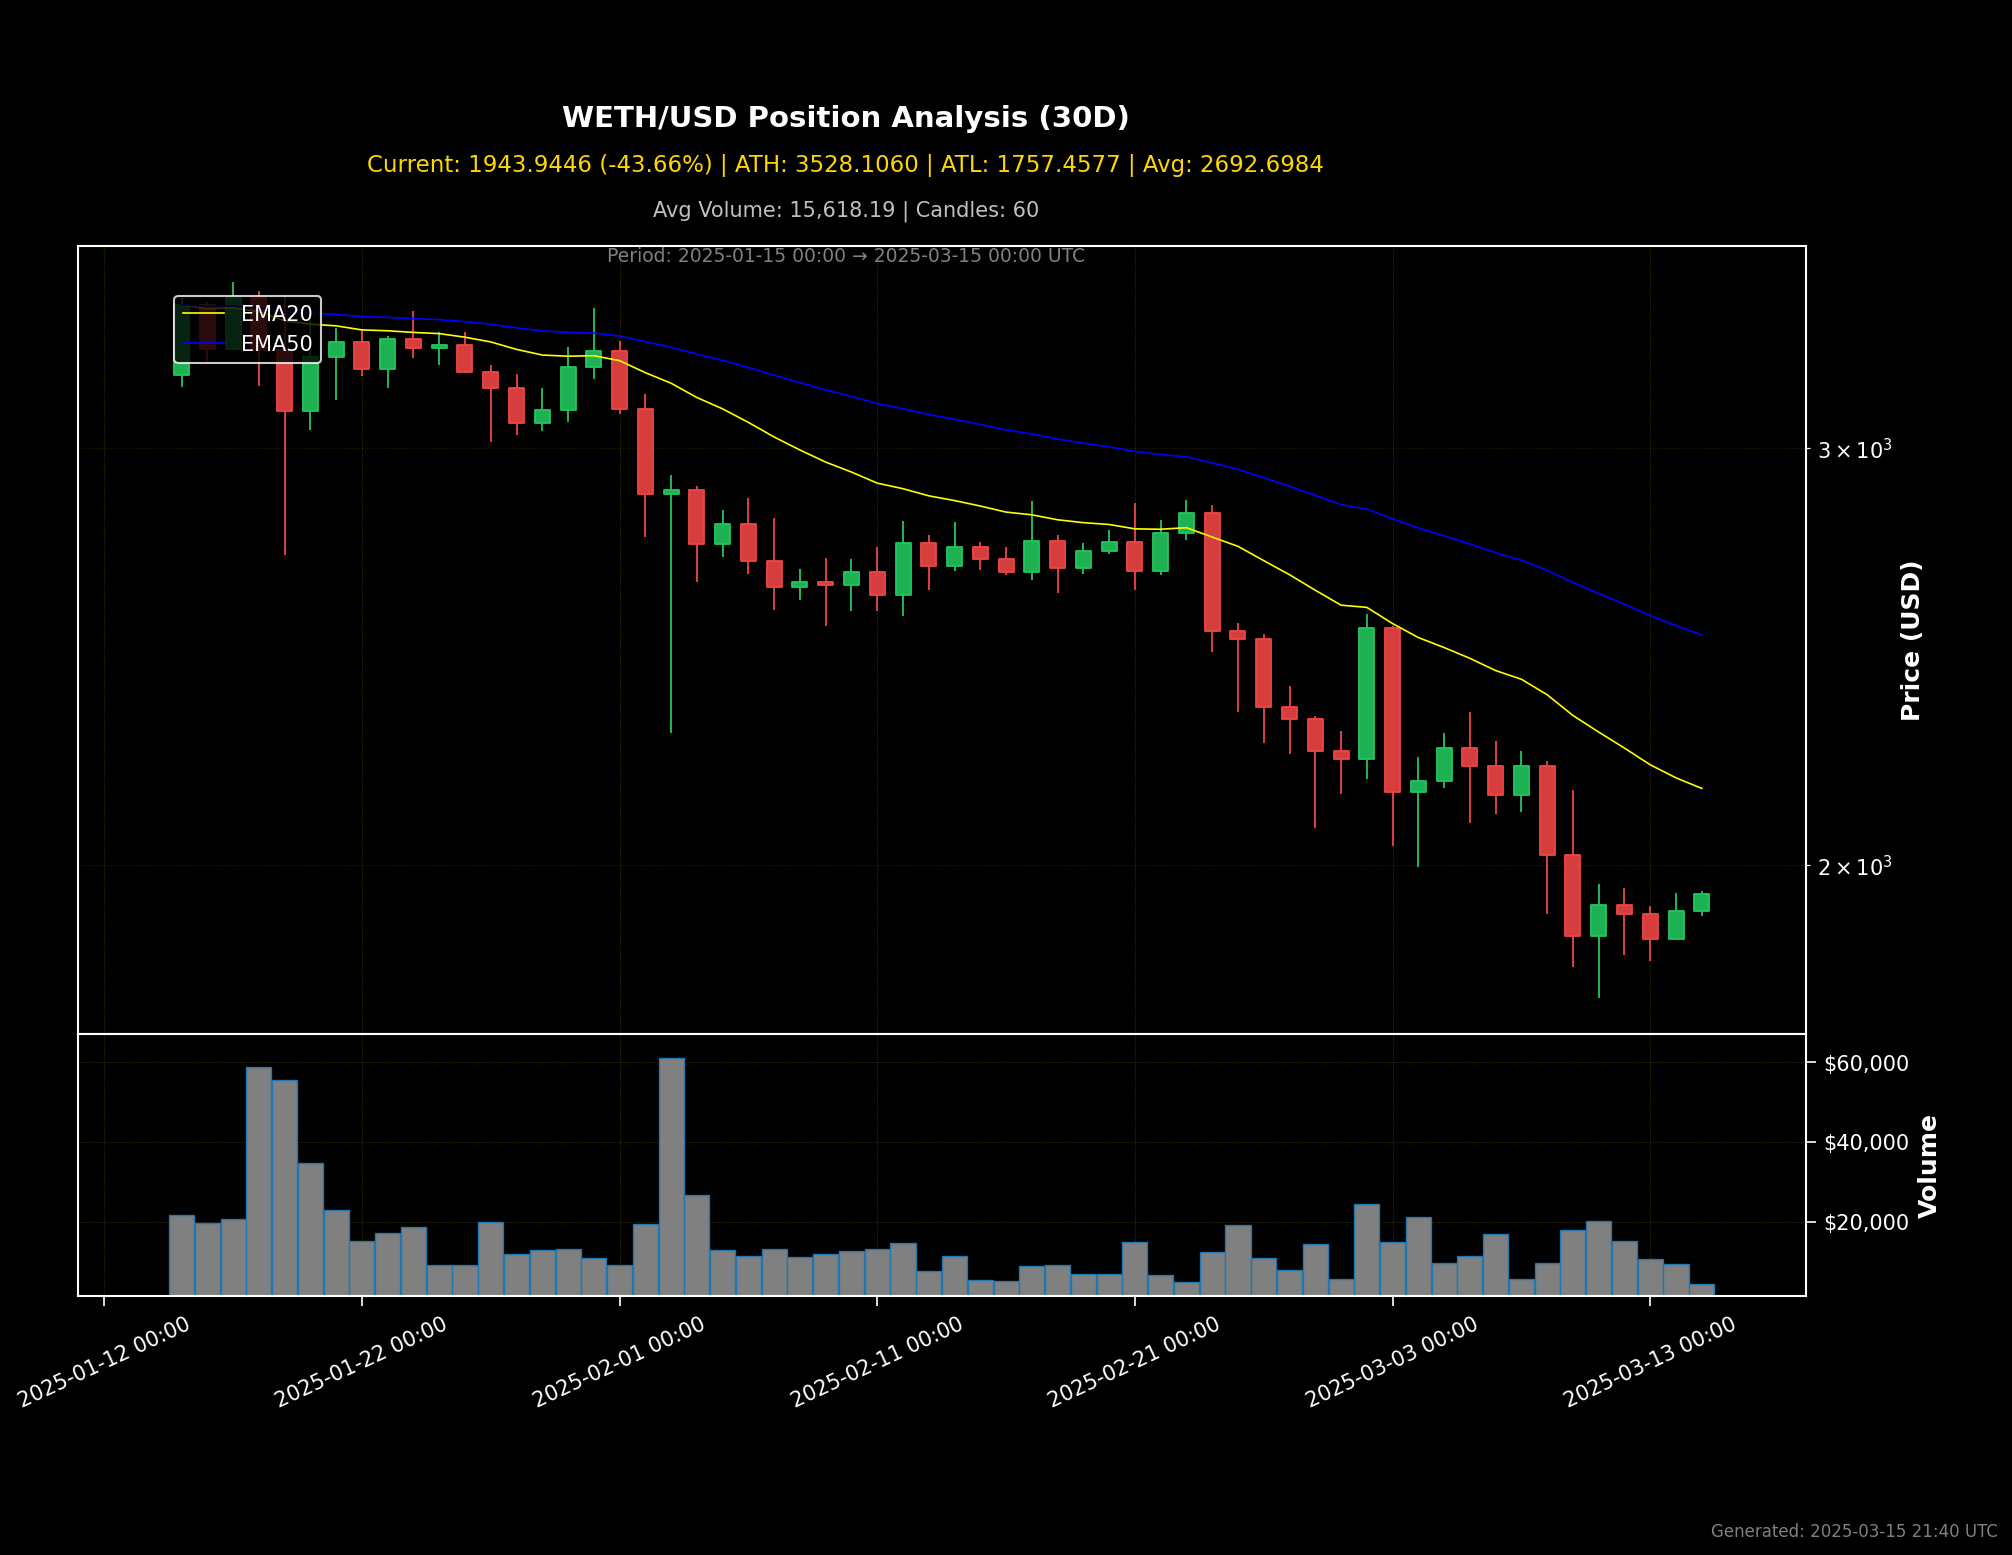 WETH/USD Position Analysis (30D)
Current: 1943.9446 (-43.66%) | ATH: 3528.1060 | ATL: 1757.4577 | Avg: 2692.6984
Avg Volume: 15,618.19 | Candles: 60
Period: 2025-01-15 00:00 → 2025-03-15 00:00 UTC
EMA20
EMA50
3 × 10³
2 × 10³
Price (USD)
$60,000
$40,000
$20,000
Volume
2025-01-12 00:00
2025-01-22 00:00
2025-02-01 00:00
2025-02-11 00:00
2025-02-21 00:00
2025-03-03 00:00
2025-03-13 00:00
Generated: 2025-03-15 21:40 UTC